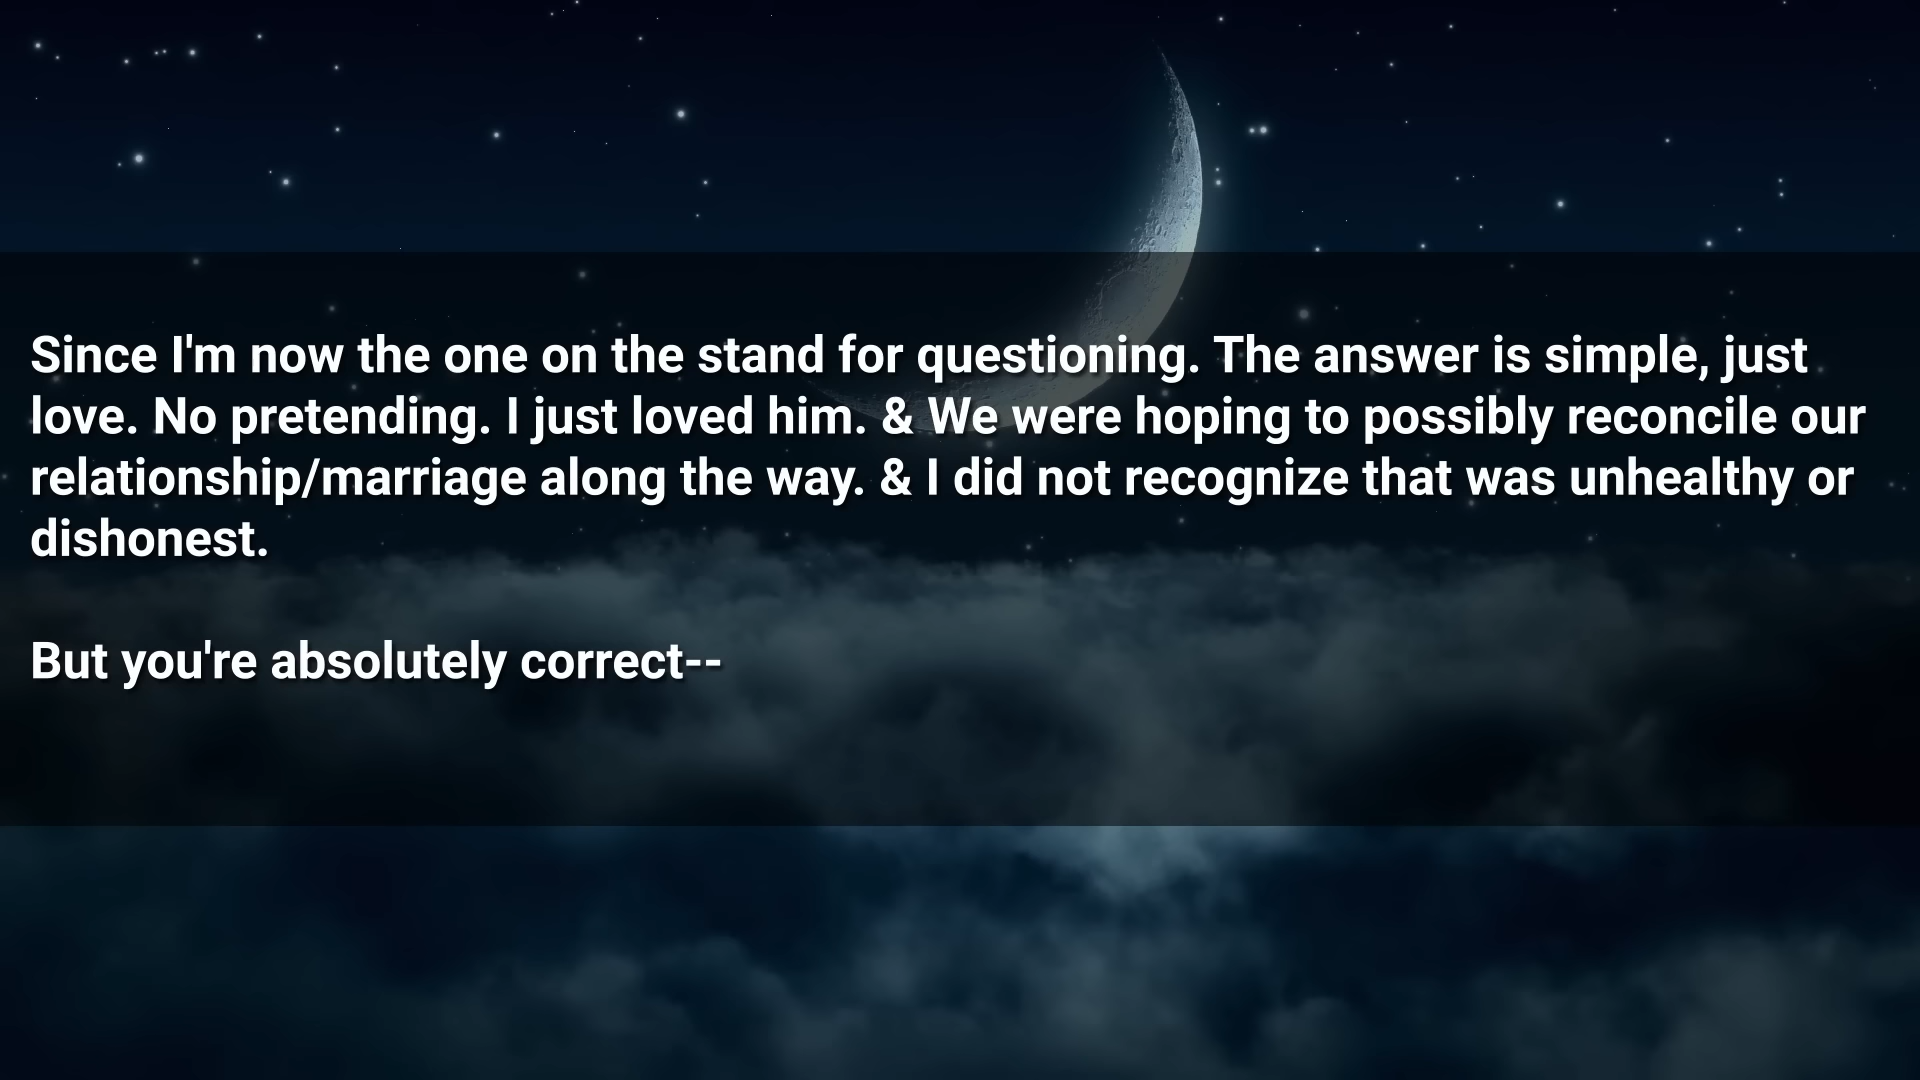 Since I'm now the one on the stand for questioning. The answer is simple, just
love. No pretending. I just loved him. & We were hoping to possibly reconcile our
relationship/marriage along the way. & I did not recognize that was unhealthy or
dishonest.
But you're absolutely correct--